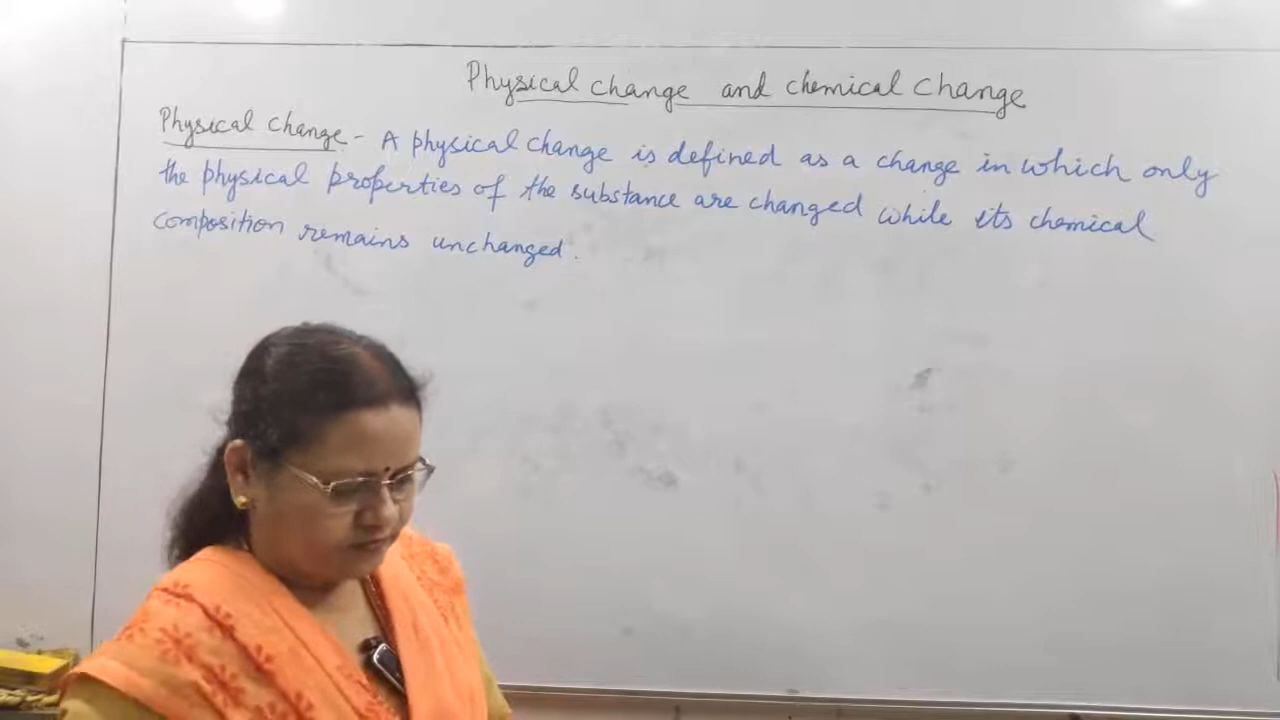 Physical change and chemical change
Physical change - A physical change is defined as a change in which only
the physical properties of the substance are changed while its chemical
composition remains unchanged.